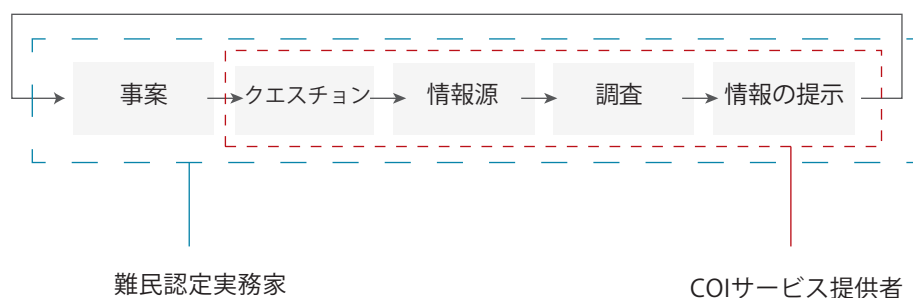 事案
クエスチョン
情報源
調査
情報の提示
難民認定実務家
COIサービス提供者